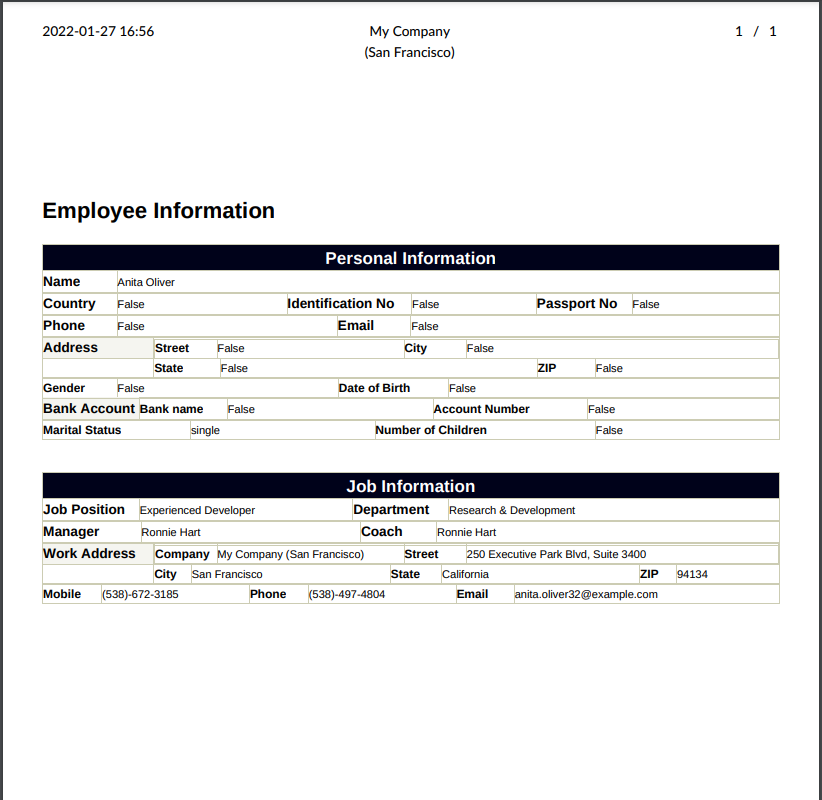 2022-01-27 16:56 My Company 1 / 1
(San Francisco)
Employee Information
Personal Information
Name Anita Oliver
Country False Identification No False Passport No False
Phone False Email False
Address Street False City False
State False ZIP False
Gender False Date of Birth False
Bank Account Bank name False Account Number False
Marital Status single Number of Children False
Job Information
Job Position Experienced Developer Department Research & Development
Manager Ronnie Hart Coach Ronnie Hart
Work Address Company My Company (San Francisco) Street 250 Executive Park Blvd, Suite 3400
City San Francisco State California ZIP 94134
Mobile (538)-672-3185 Phone (538)-497-4804 Email anita.oliver32@example.com